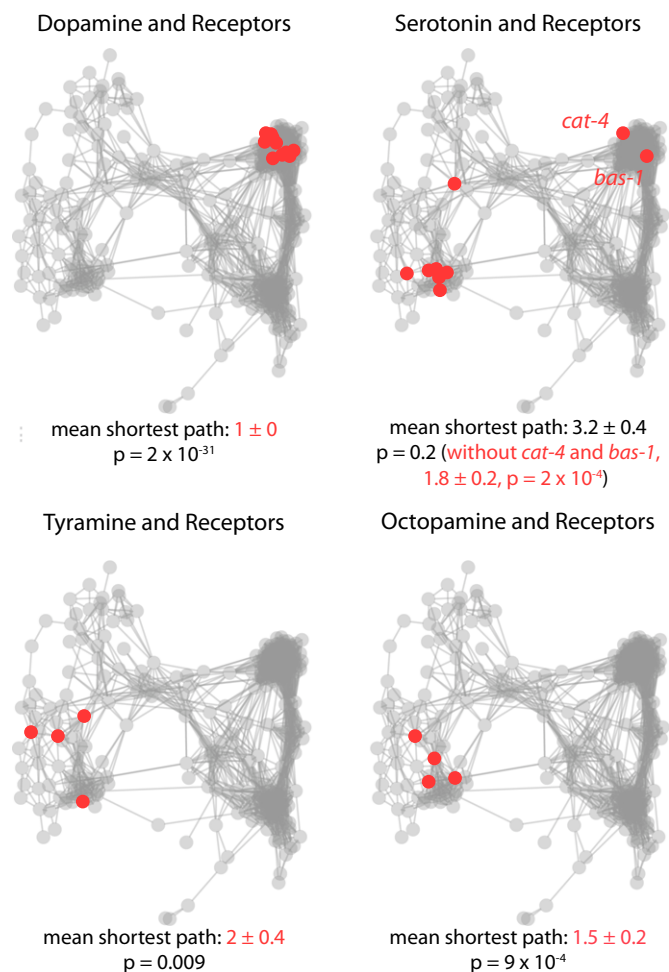 Dopamine and Receptors
mean shortest path: 1 ± 0
p = 2 x 10⁻³¹
Serotonin and Receptors
cat-4
bas-1
mean shortest path: 3.2 ± 0.4
p = 0.2 (without cat-4 and bas-1,
1.8 ± 0.2, p = 2 x 10⁻⁴)
Tyramine and Receptors
mean shortest path: 2 ± 0.4
p = 0.009
Octopamine and Receptors
mean shortest path: 1.5 ± 0.2
p = 9 x 10⁻⁴